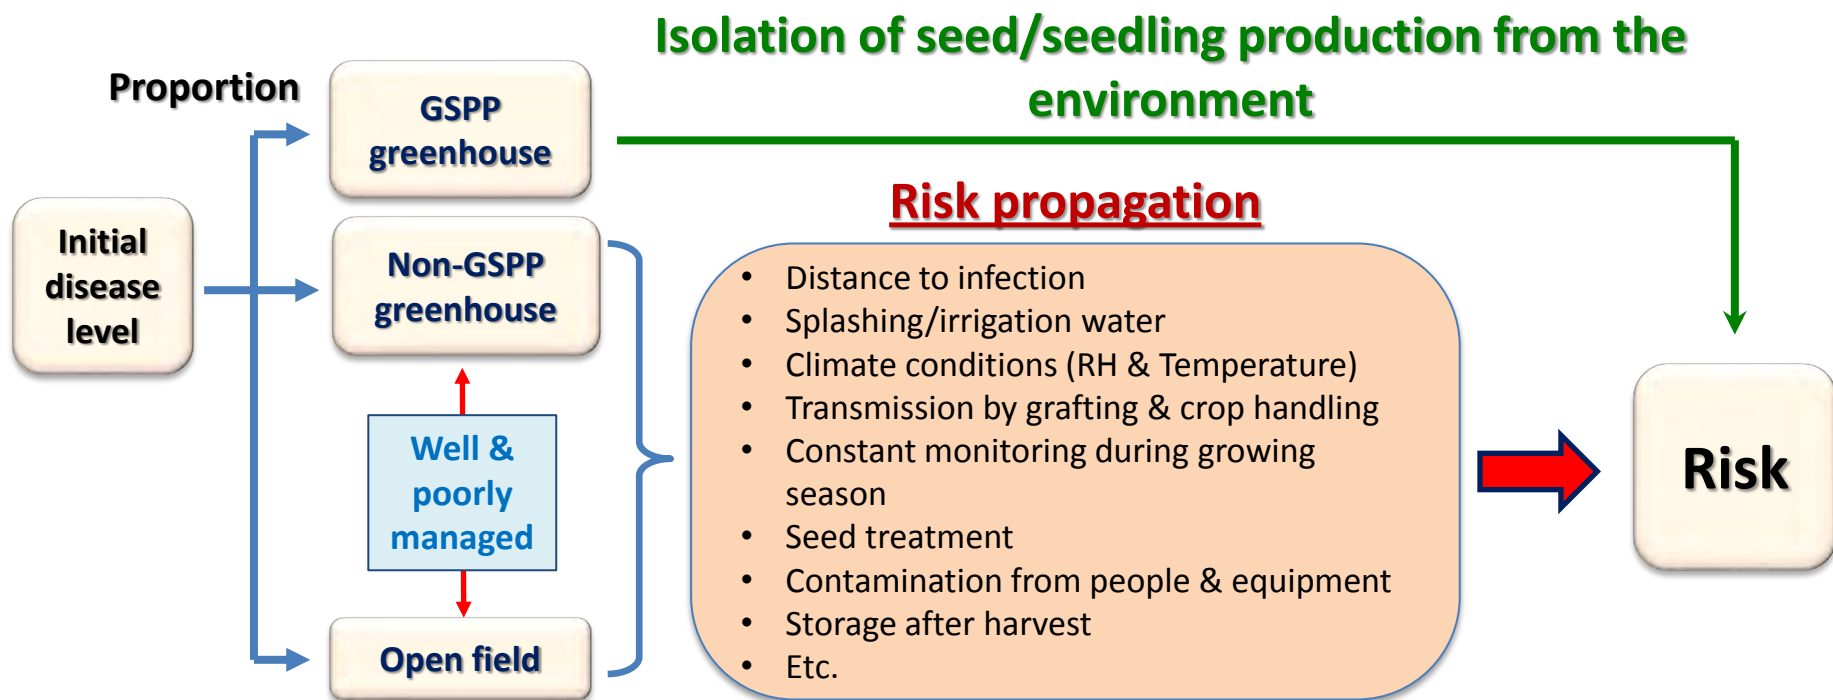 Isolation of seed/seedling production from the
environment
Proportion
GSPP
greenhouse
Initial
disease
level
Non-GSPP
greenhouse
Well &
poorly
managed
Open field
Risk propagation
• Distance to infection
• Splashing/irrigation water
• Climate conditions (RH & Temperature)
• Transmission by grafting & crop handling
• Constant monitoring during growing
season
• Seed treatment
• Contamination from people & equipment
• Storage after harvest
• Etc.
Risk